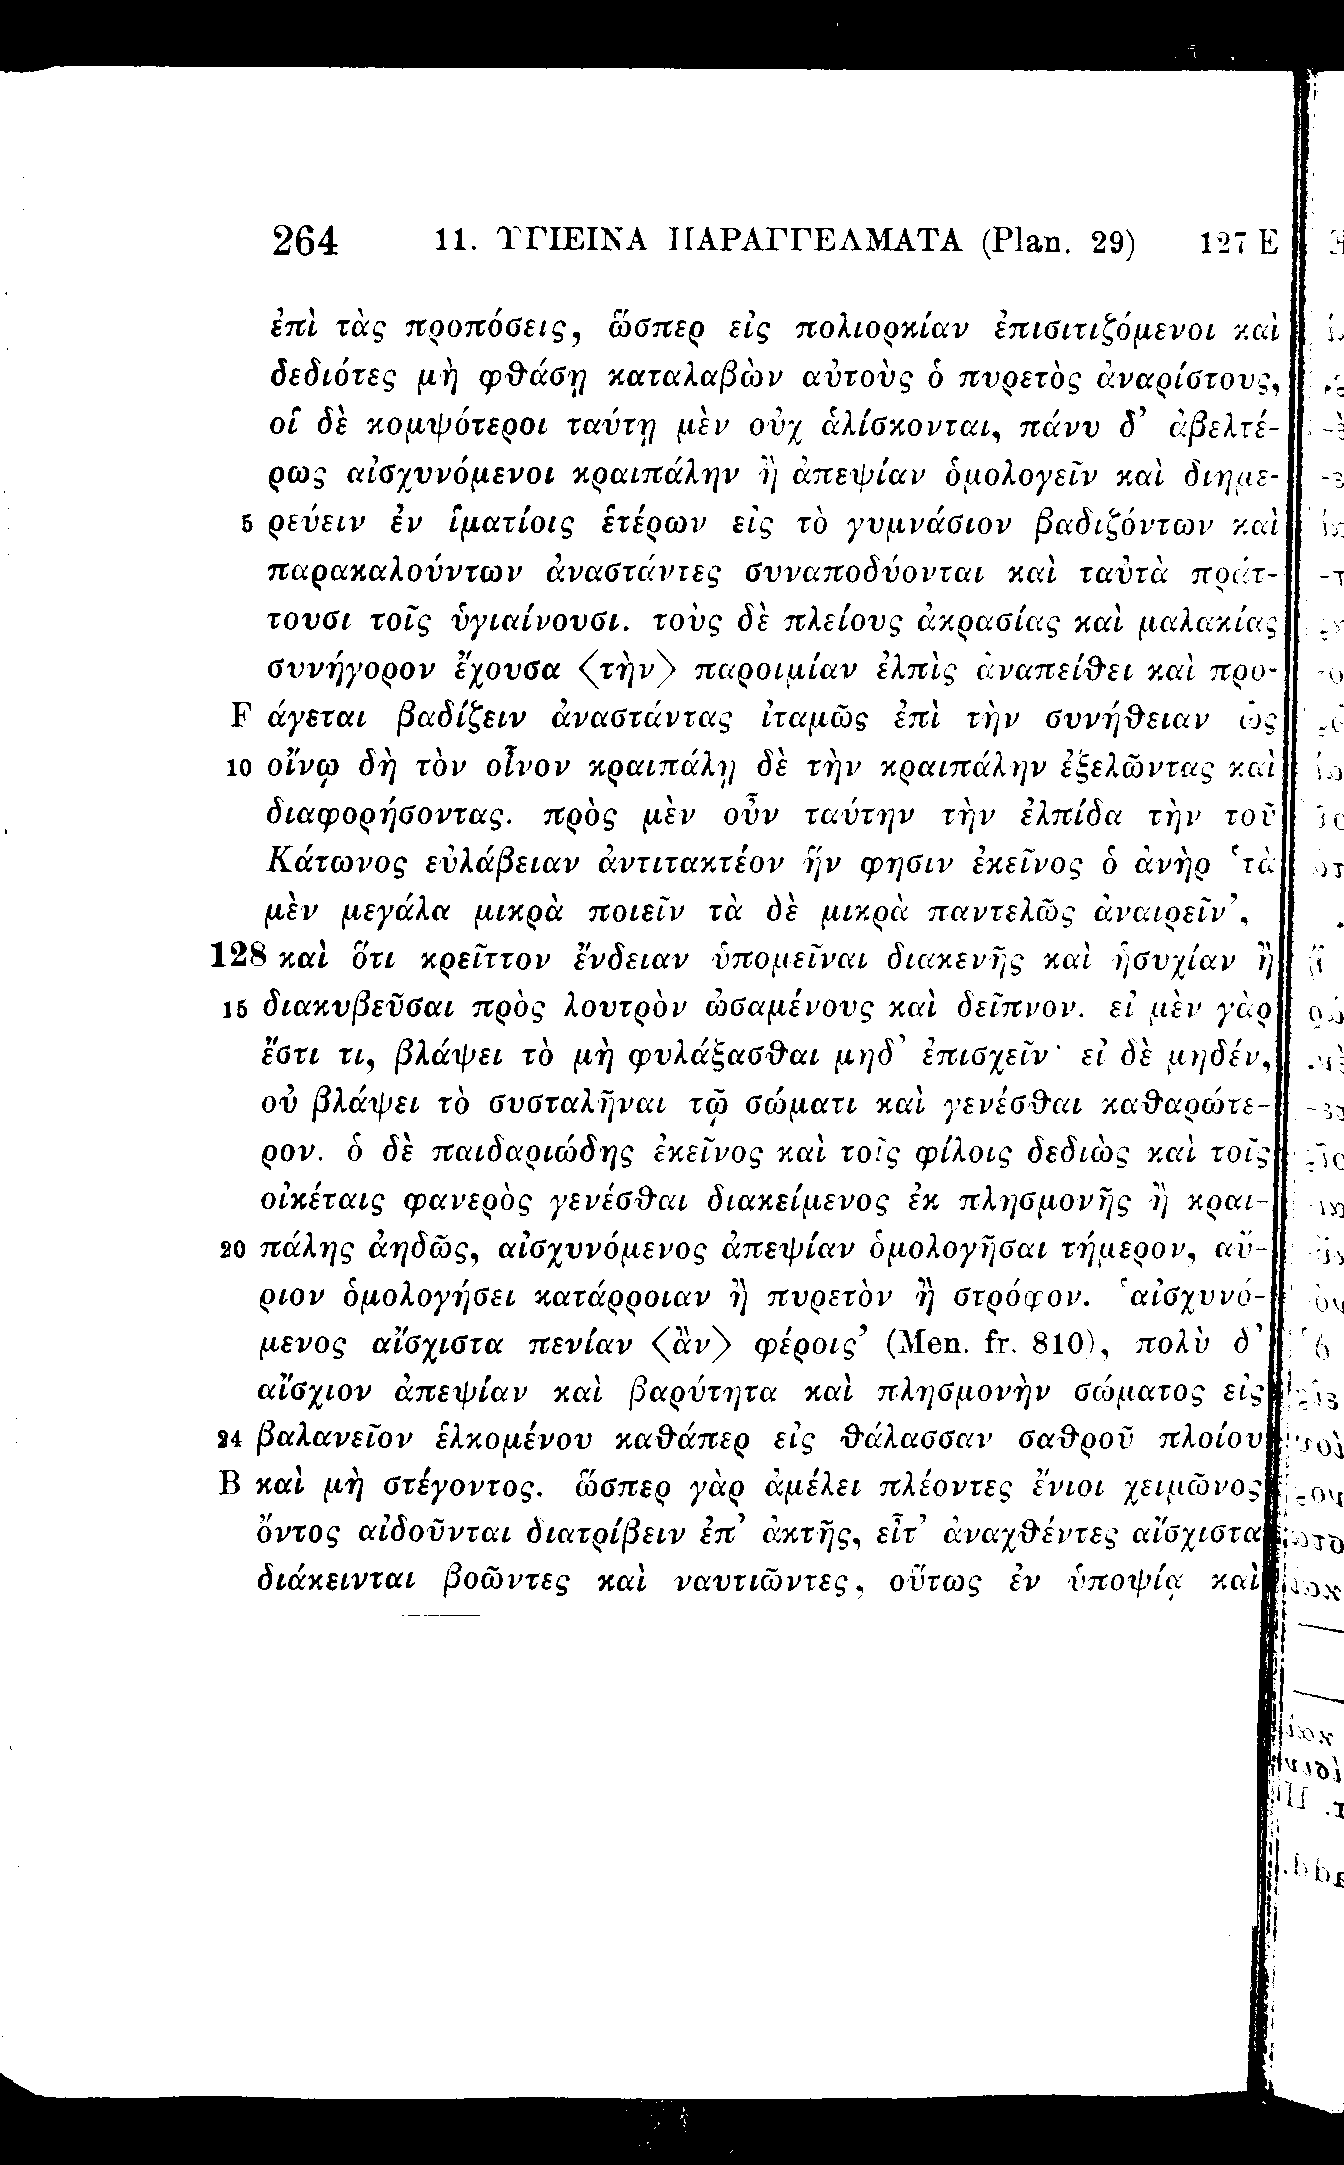 264 11. ΥΓΙΕΙΝΑ ΠΑΡΑΓΓΕΛΜΑΤΑ (Plan. 29) 127 E
ἐπὶ τὰς προπόσεις, ὥσπερ εἰς πολιορκίαν ἐπισιτιζόμενοι καὶ
δεδιότες μὴ φθάσῃ καταλαβὼν αὐτοὺς ὁ πυρετὸς ἀναρίστους,
οἱ δὲ κομψότεροι ταύτῃ μὲν οὐχ ἁλίσκονται, πάνυ δ’ ἀβελτέ-
ρως αἰσχυνόμενοι κραιπάλην ἢ ἀπεψίαν ὁμολογεῖν καὶ διημε-
5 ρεύειν ἐν ἱματίοις ἑτέρων εἰς τὸ γυμνάσιον βαδιζόντων καὶ
παρακαλούντων ἀναστάντες συναποδύονται καὶ ταὐτὰ πράτ-
τουσι τοῖς ὑγιαίνουσι. τοὺς δὲ πλείους ἀκρασίας καὶ μαλακίας
συνήγορον ἔχουσα ⟨τὴν⟩ παροιμίαν ἐλπὶς ἀναπείθει καὶ προ-
F άγεται βαδίζειν ἀναστάντας ἰταμῶς ἐπὶ τὴν συνήθειαν ὡς
10 οἴνῳ δὴ τὸν οἶνον κραιπάλῃ δὲ τὴν κραιπάλην ἐξελῶντας καὶ
διαφορήσοντας. πρὸς μὲν οὖν ταύτην τὴν ἐλπίδα τὴν τοῦ
Κάτωνος εὐλάβειαν ἀντιτακτέον ἥν φησιν ἐκεῖνος ὁ ἀνὴρ ‘τὰ
μὲν μεγάλα μικρὰ ποιεῖν τὰ δὲ μικρὰ παντελῶς ἀναιρεῖν’,
128 καὶ ὅτι κρεῖττον ἔνδειαν ὑπομεῖναι διακενῆς καὶ ἡσυχίαν ἢ
15 διακυβεῦσαι πρὸς λουτρὸν ὠσαμένους καὶ δεῖπνον. εἰ μὲν γὰρ
ἔστι τι, βλάψει τὸ μὴ φυλάξασθαι μηδ’ ἐπισχεῖν· εἰ δὲ μηδέν,
οὐ βλάψει τὸ συσταλῆναι τῷ σώματι καὶ γενέσθαι καθαρώτε-
ρον. ὁ δὲ παιδαριώδης ἐκεῖνος καὶ τοῖς φίλοις δεδιὼς καὶ τοῖς
οἰκέταις φανερὸς γενέσθαι διακείμενος ἐκ πλησμονῆς ἢ κραι-
20 πάλης ἀηδῶς, αἰσχυνόμενος ἀπεψίαν ὁμολογῆσαι τήμερον, αὔ-
ριον ὁμολογήσει κατάρροιαν ἢ πυρετὸν ἢ στρόφον. ‘αἰσχυνό-
μενος αἴσχιστα πενίαν ⟨ἂν⟩ φέροις’ (Men. fr. 810), πολὺ δ’
αἴσχιον ἀπεψίαν καὶ βαρύτητα καὶ πλησμονὴν σώματος εἰς
24 βαλανεῖον ἑλκομένου καθάπερ εἰς θάλασσαν σαθροῦ πλοίου
B καὶ μὴ στέγοντος. ὥσπερ γὰρ ἀμέλει πλέοντες ἔνιοι χειμῶνος
ὄντος αἰδοῦνται διατρίβειν ἐπ’ ἀκτῆς, εἶτ’ ἀναχθέντες αἴσχιστα
διάκεινται βοῶντες καὶ ναυτιῶντες, οὕτως ἐν ὑποψίᾳ καὶ